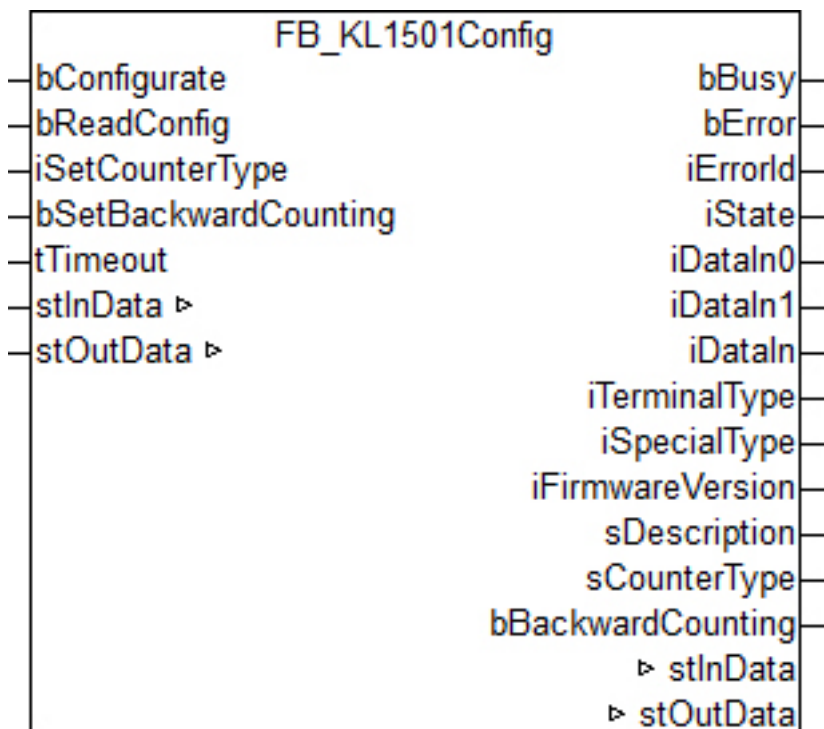 FB_KL1501Config
bConfigurate bBusy
bReadConfig bError
iSetCounterType iErrorId
bSetBackwardCounting iState
tTimeout iDataIn0
stInData ▹ iDataIn1
stOutData ▹ iDataIn
iTerminalType
iSpecialType
iFirmwareVersion
sDescription
sCounterType
bBackwardCounting
▹ stInData
▹ stOutData